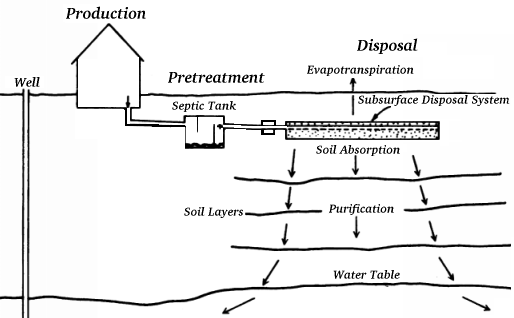 Production
Disposal
Evapotranspiration
Well
Pretreatment
Septic Tank
Subsurface Disposal System
Soil Absorption
Soil Layers
Purification
Water Table